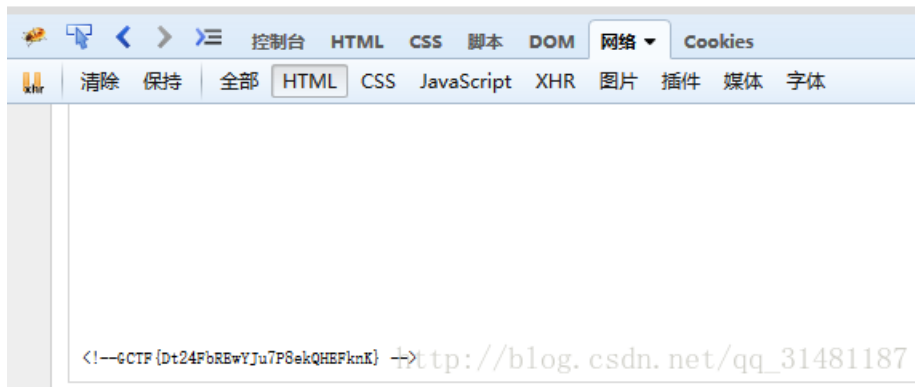 控制台 HTML CSS 脚本 DOM 网络 Cookies
xhr 清除 保持 全部 HTML CSS JavaScript XHR 图片 插件 媒体 字体
<!--GCTF{Dt24FbREwYJu7P8ekQHEFknK} -->
http://blog.csdn.net/qq_31481187